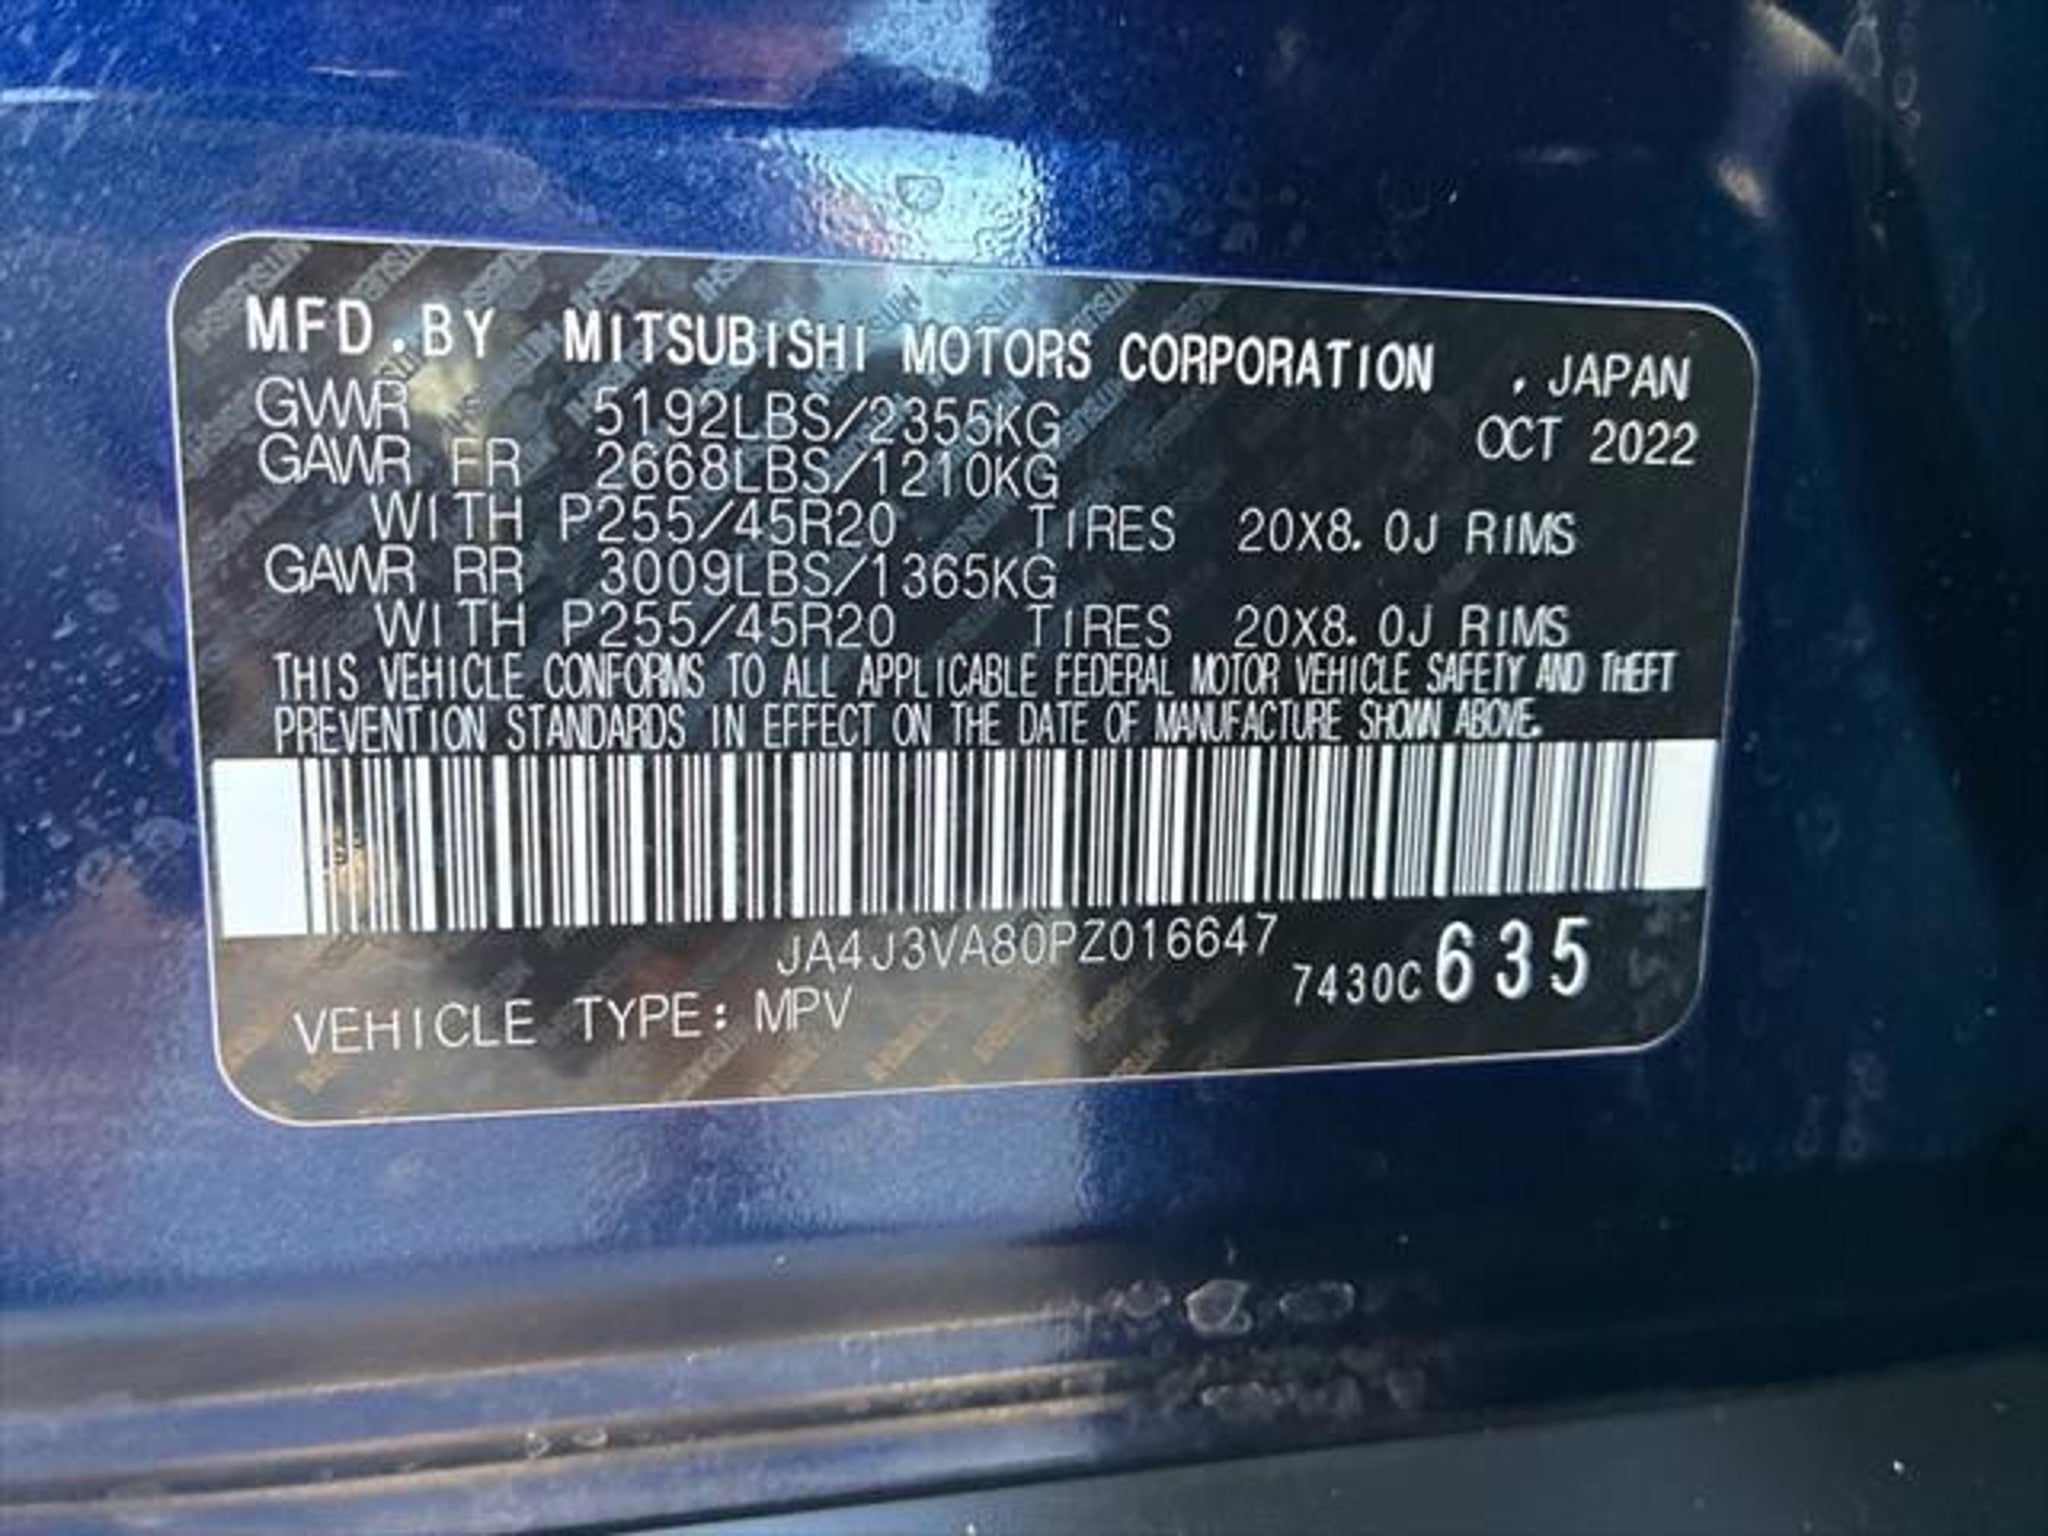 MFD.BY MITSUBISHI MOTORS CORPORATION , JAPAN
GVWR 5192LBS/2355KG OCT 2022
GAWR FR 2668LBS/1210KG
WITH P255/45R20 TIRES 20X8.0J RIMS
GAWR RR 3009LBS/1365KG
WITH P255/45R20 TIRES 20X8.0J RIMS
THIS VEHICLE CONFORMS TO ALL APPLICABLE FEDERAL MOTOR VEHICLE SAFETY AND THEFT
PREVENTION STANDARDS IN EFFECT ON THE DATE OF MANUFACTURE SHOWN ABOVE.
JA4J3VA80PZ016647 7430C 635
VEHICLE TYPE: MPV